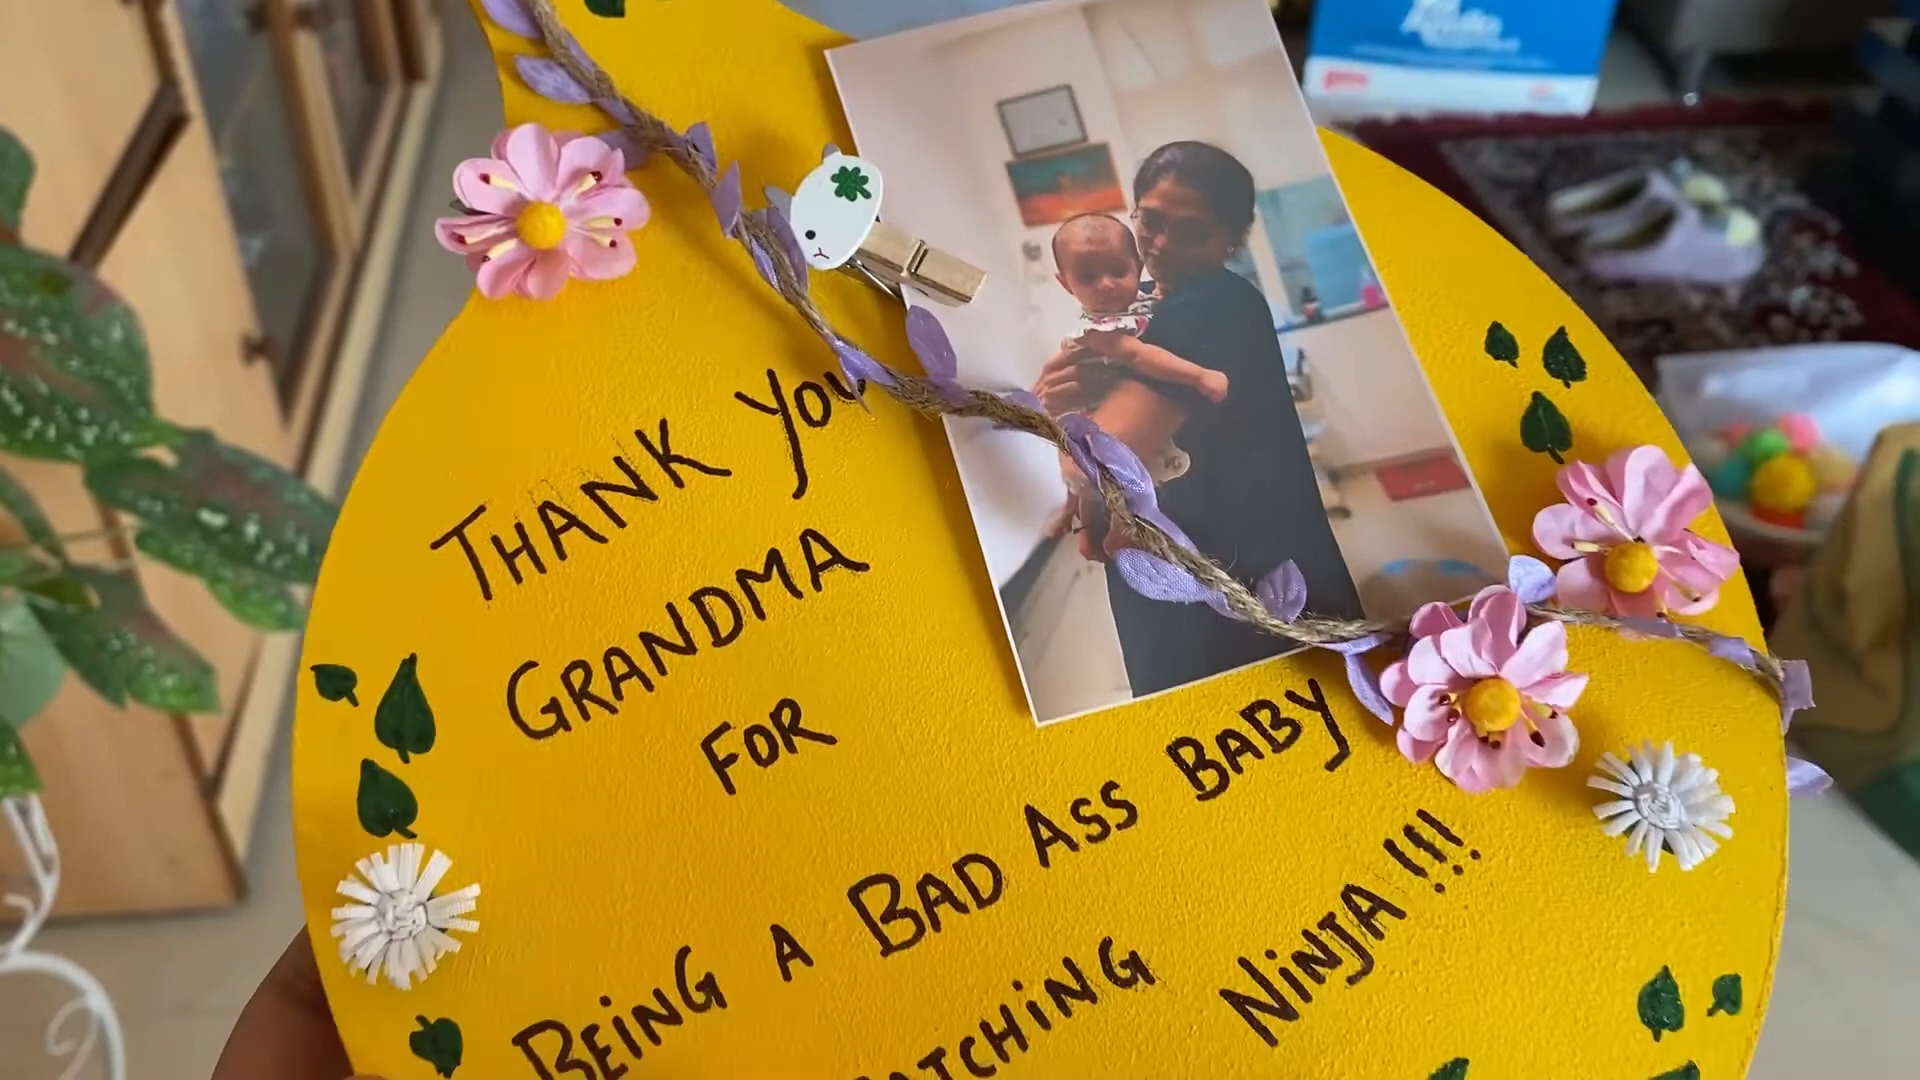 THANK YOU
GRANDMA
FOR
BEING A BAD ASS BABY
NINJA!!!